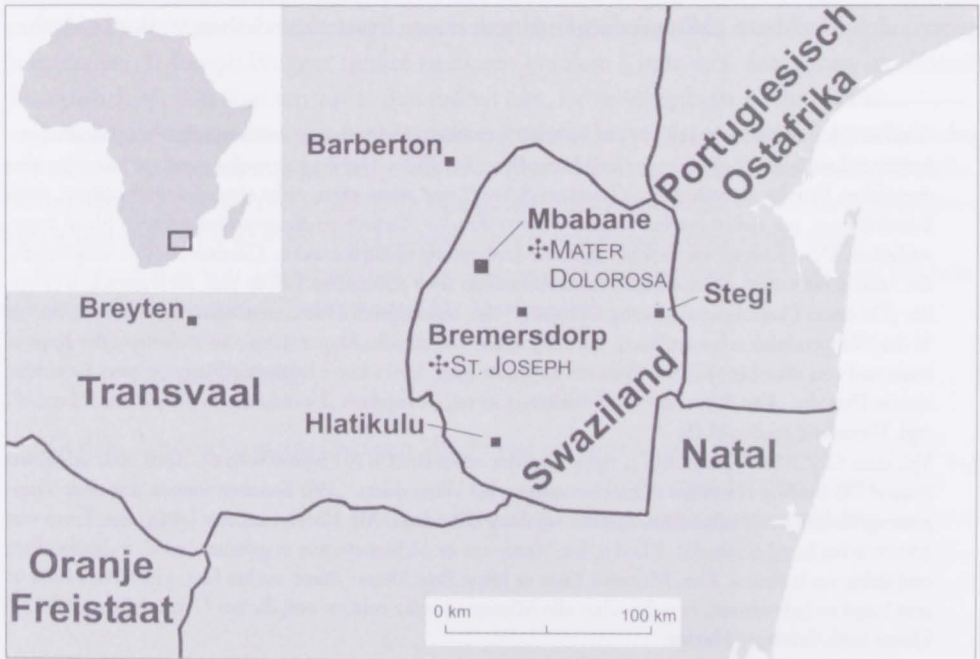 Portugiesisch
Ostafrika
Barberton
Mbabane
✣MATER
DOLOROSA
Stegi
Breyten
Bremersdorp
✣ST. JOSEPH
Transvaal
Swaziland
Hlatikulu
Natal
Oranje
Freistaat
0 km 100 km